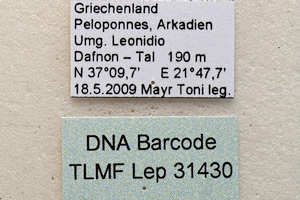 Griechenland
Peloponnes, Arkadien
Umg. Leonidio
Dafnon – Tal 190 m
N 37°09,7' E 21°47,7'
18.5.2009 Mayr Toni leg.
DNA Barcode
TLMF Lep 31430